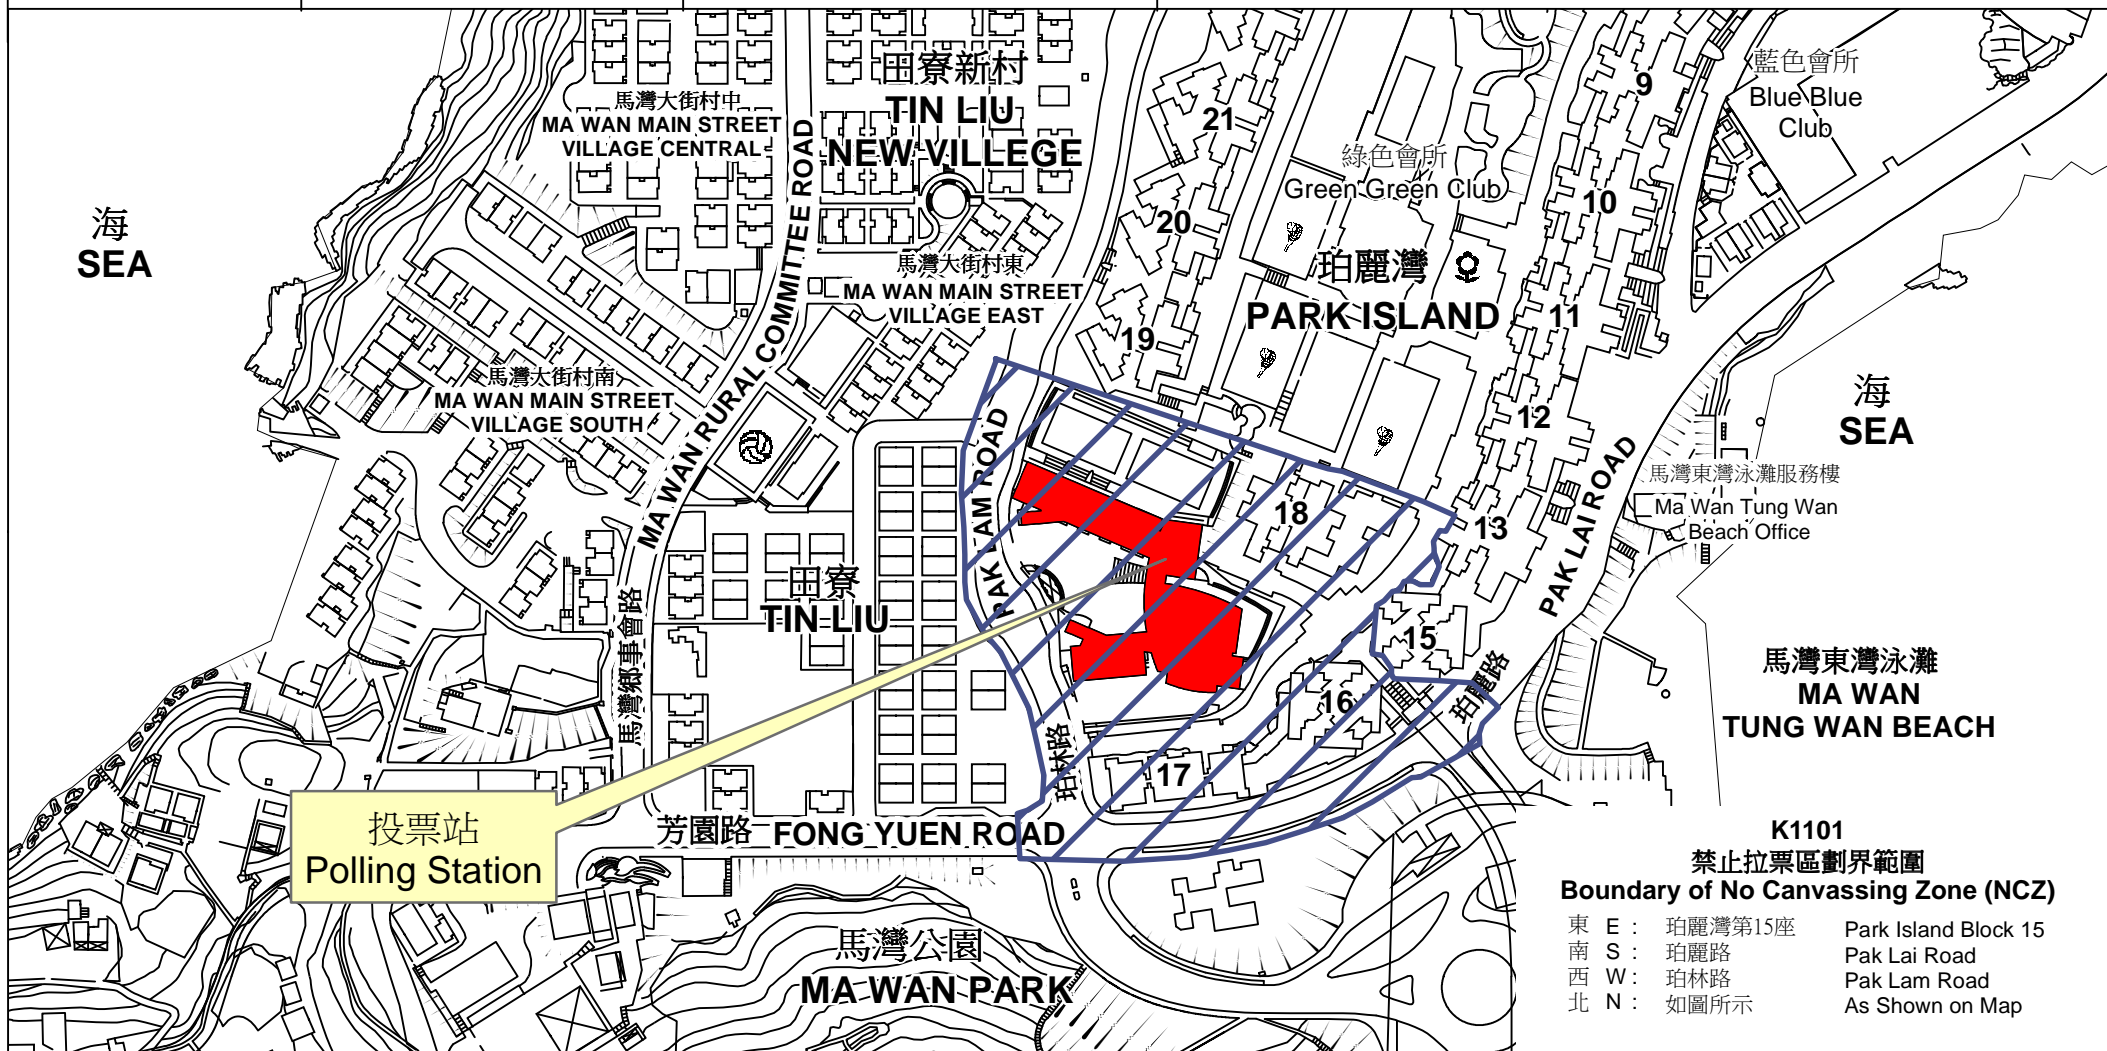 田寮新村
TIN LIU
NEW VILLEGE
馬灣大街村中
MA WAN MAIN STREET
VILLAGE CENTRAL
藍色會所
Blue Blue
Club
9
21
綠色會所
Green Green Club
10
20
海
SEA
馬灣大街村東
MA WAN MAIN STREET
VILLAGE EAST
珀麗灣
PARK ISLAND
11
19
MA WAN RURAL COMMITTEE ROAD
馬灣大街村南
MA WAN MAIN STREET
VILLAGE SOUTH
12
海
SEA
PAK LAM ROAD
馬灣東灣泳灘服務樓
Ma Wan Tung Wan
Beach Office
18
13
PAK LAI ROAD
田寮
TIN LIU
15
馬灣鄉事會路
珀麗路
馬灣東灣泳灘
MA WAN
TUNG WAN BEACH
16
珀林路
17
投票站
Polling Station
芳園路 FONG YUEN ROAD
馬灣公園
MA WAN PARK
K1101
禁止拉票區劃界範圍
Boundary of No Canvassing Zone (NCZ)
東 E : 珀麗灣第15座 Park Island Block 15
南 S : 珀麗路 Pak Lai Road
西 W : 珀林路 Pak Lam Road
北 N : 如圖所示 As Shown on Map